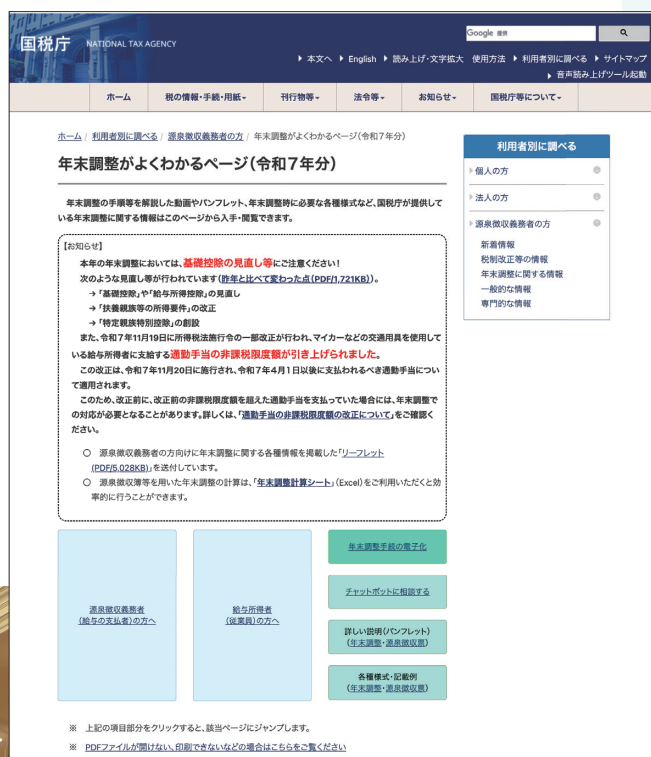 国税庁 NATIONAL TAX AGENCY
Google 提供
本文へ English 読み上げ・文字拡大 使用方法 利用者別に調べる サイトマップ
音声読み上げツール起動
ホーム 税の情報・手続・用紙 刊行物等 法令等 お知らせ 国税庁等について
ホーム / 利用者別に調べる / 源泉徴収義務者の方 / 年末調整がよくわかるページ(令和7年分)
年末調整がよくわかるページ(令和7年分)
年末調整の手順等を解説した動画やパンフレット、年末調整時に必要な各種様式など、国税庁が提供して
いる年末調整に関する情報はこのページから入手・閲覧できます。
【お知らせ】
本年の年末調整においては、基礎控除の見直し等にご注意ください!
次のような見直し等が行われています(昨年と比べて変わった点(PDF/1,721KB))。
→「基礎控除」や「給与所得控除」の見直し
→「扶養親族等の所得要件」の改正
→「特定親族特別控除」の創設
また、令和7年11月19日に所得税法施行令の一部改正が行われ、マイカーなどの交通用具を使用して
いる給与所得者に支給する通勤手当の非課税限度額が引き上げられました。
この改正は、令和7年11月20日に施行され、令和7年4月1日以後に支払われるべき通勤手当につい
て適用されます。
このため、改正前に、改正前の非課税限度額を超えた通勤手当を支払っていた場合には、年末調整で
の対応が必要となることがあります。詳しくは、「通勤手当の非課税限度額の改正について」をご確認く
ださい。
○ 源泉徴収義務者の方向けに年末調整に関する各種情報を掲載した「リーフレット
(PDF/5,028KB)」を送付しています。
○ 源泉徴収簿等を用いた年末調整の計算は、「年末調整計算シート」(Excel)をご利用いただくと効
率的に行うことができます。
源泉徴収義務者
(給与の支払者)の方へ
給与所得者
(従業員)の方へ
年末調整手続の電子化
チャットボットに相談する
詳しい説明(パンフレット)
(年末調整・源泉徴収票)
各種様式・記載例
(年末調整・源泉徴収票)
※ 上記の項目部分をクリックすると、該当ページにジャンプします。
※ PDFファイルが開けない、印刷できないなどの場合はこちらをご覧ください
利用者別に調べる
個人の方
法人の方
源泉徴収義務者の方
新着情報
税制改正等の情報
年末調整に関する情報
一般的な情報
専門的な情報